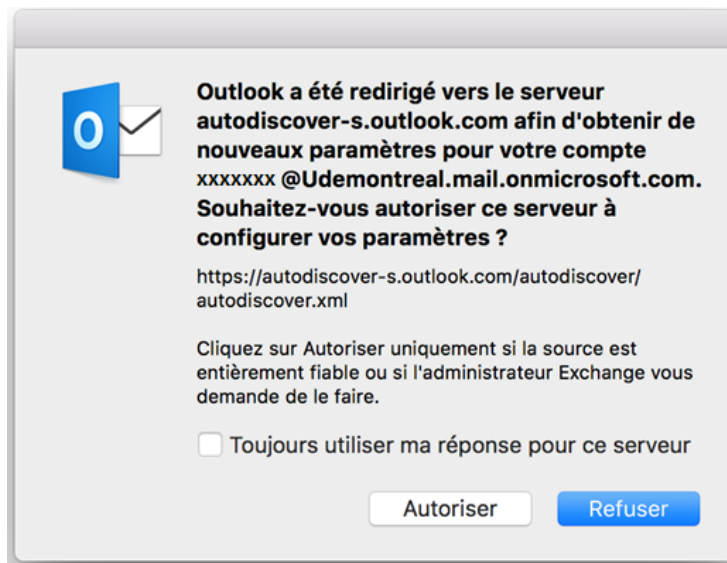 Outlook a été redirigé vers le serveur
autodiscover-s.outlook.com afin d'obtenir de
nouveaux paramètres pour votre compte
xxxxxxx @Udemontreal.mail.onmicrosoft.com.
Souhaitez-vous autoriser ce serveur à
configurer vos paramètres ?
https://autodiscover-s.outlook.com/autodiscover/
autodiscover.xml
Cliquez sur Autoriser uniquement si la source est
entièrement fiable ou si l'administrateur Exchange vous
demande de le faire.
Toujours utiliser ma réponse pour ce serveur
Autoriser
Refuser